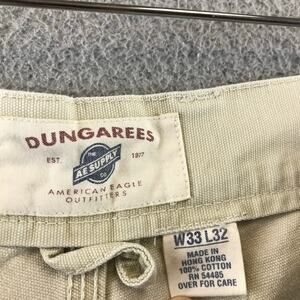 DUNGAREES
EST. 1977
THE
AE SUPPLY
CO
AMERICAN EAGLE
OUTFITTERS
W33 L32
MADE IN
HONG KONG
100% COTTON
RN 54485
OVER FOR CARE